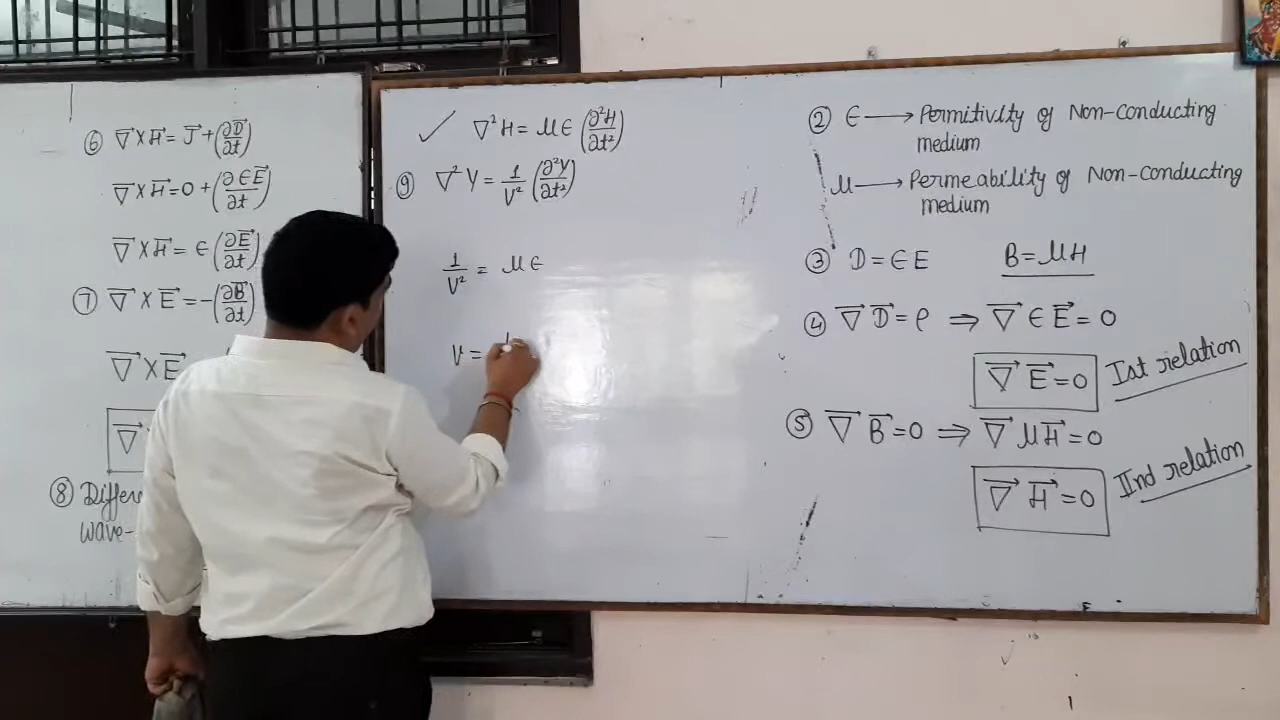 ⑥ ∇⃗ X H⃗ = J⃗ + (∂D⃗/∂t)
∇⃗ X H⃗ = 0 + (∂ ∈E⃗/∂t)
∇⃗ X H⃗ = ∈ (∂E⃗/∂t)
⑦ ∇⃗ X E⃗ = -(∂B⃗/∂t)
∇⃗ X E⃗
∇⃗
⑧
wave-
✓ ∇²H = μ∈ (∂²H/∂t²)
⑨ ∇² Y = 1/V² (∂²Y/∂t²)
1/V² = μ∈
V = 1
② ∈ → Permitivity of Non-conducting
medium
μ → Permeability of Non-Conducting
medium
③ D = ∈E B = μH
④ ∇⃗ D⃗ = ρ ⇒ ∇⃗ ∈ E⃗ = 0
∇⃗ E⃗ = 0 Ist relation
⑤ ∇⃗ B⃗ = 0 ⇒ ∇⃗ μH⃗ = 0
∇⃗ H⃗ = 0 IInd relation